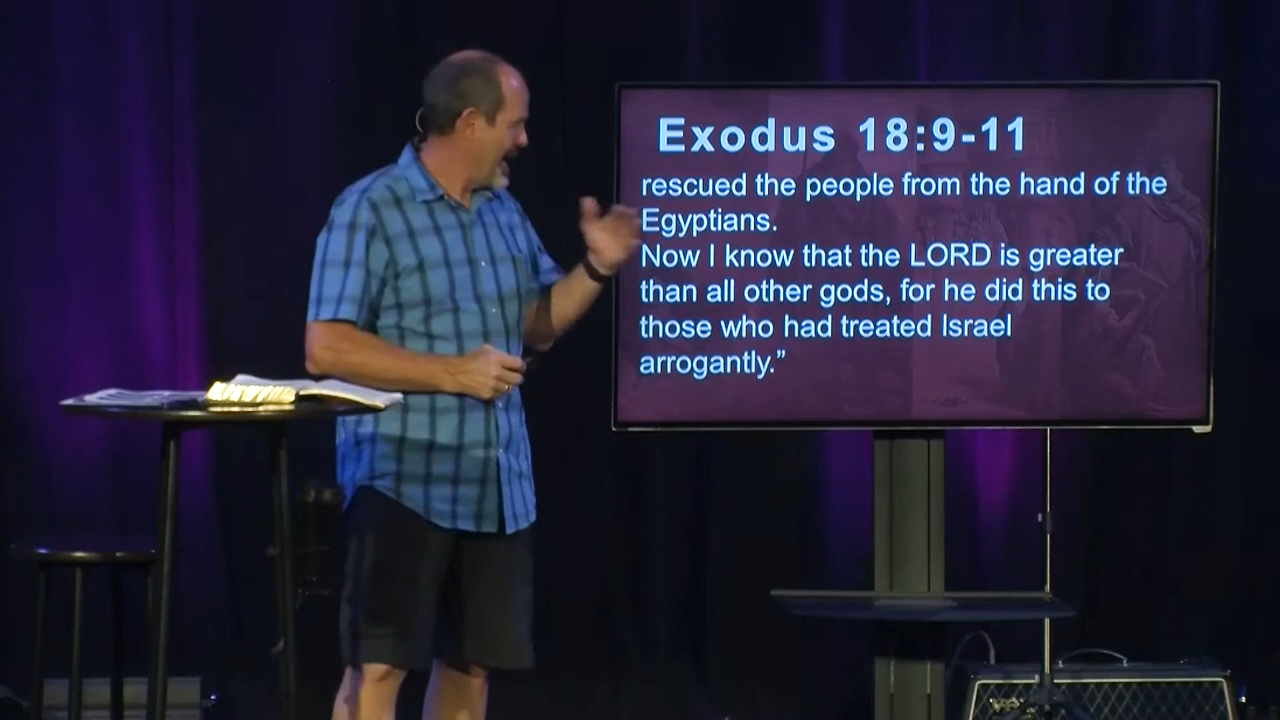 Exodus 18:9-11
rescued the people from the hand of the
Egyptians.
Now I know that the LORD is greater
than all other gods, for he did this to
those who had treated Israel
arrogantly.”